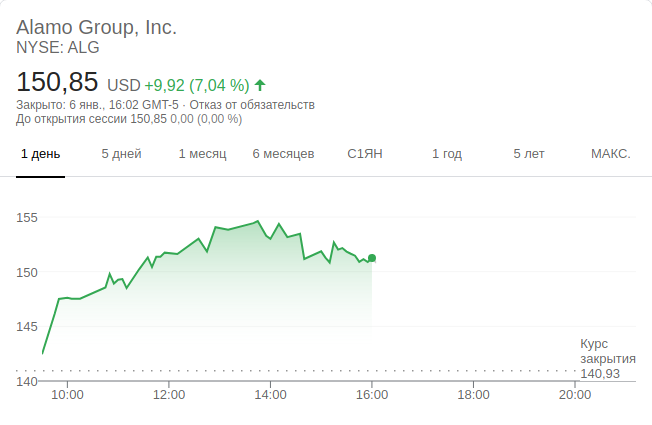 Alamo Group, Inc.
NYSE: ALG
150,85 USD +9,92 (7,04 %)
Закрыто: 6 янв., 16:02 GMT-5 · Отказ от обязательств
До открытия сессии 150,85 0,00 (0,00 %)
1 день 5 дней 1 месяц 6 месяцев С1ЯН 1 год 5 лет МАКС.
155
150
145
Курс
закрытия
140,93
140
10:00 12:00 14:00 16:00 18:00 20:00